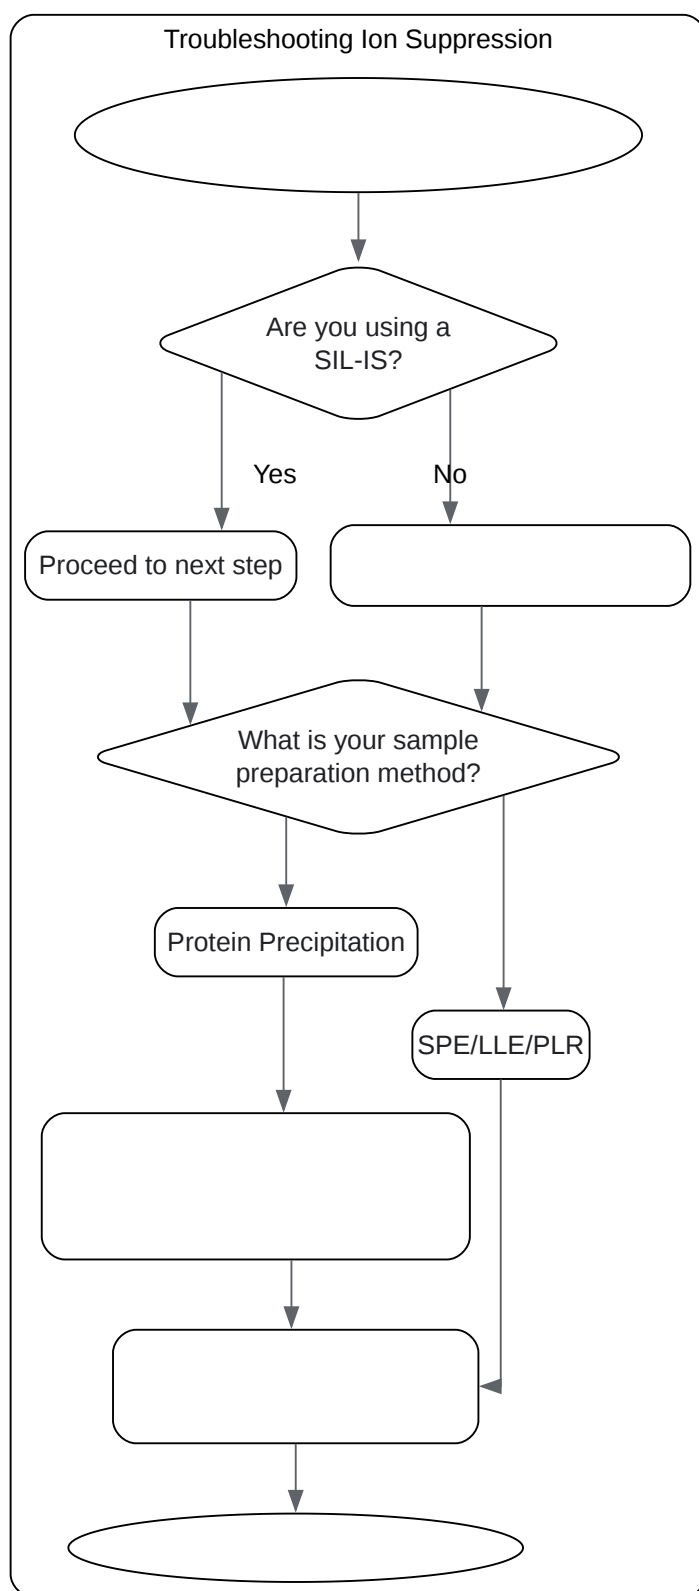 Troubleshooting Ion Suppression
Are you using a
SIL-IS?
Yes
No
Proceed to next step
What is your sample
preparation method?
Protein Precipitation
SPE/LLE/PLR